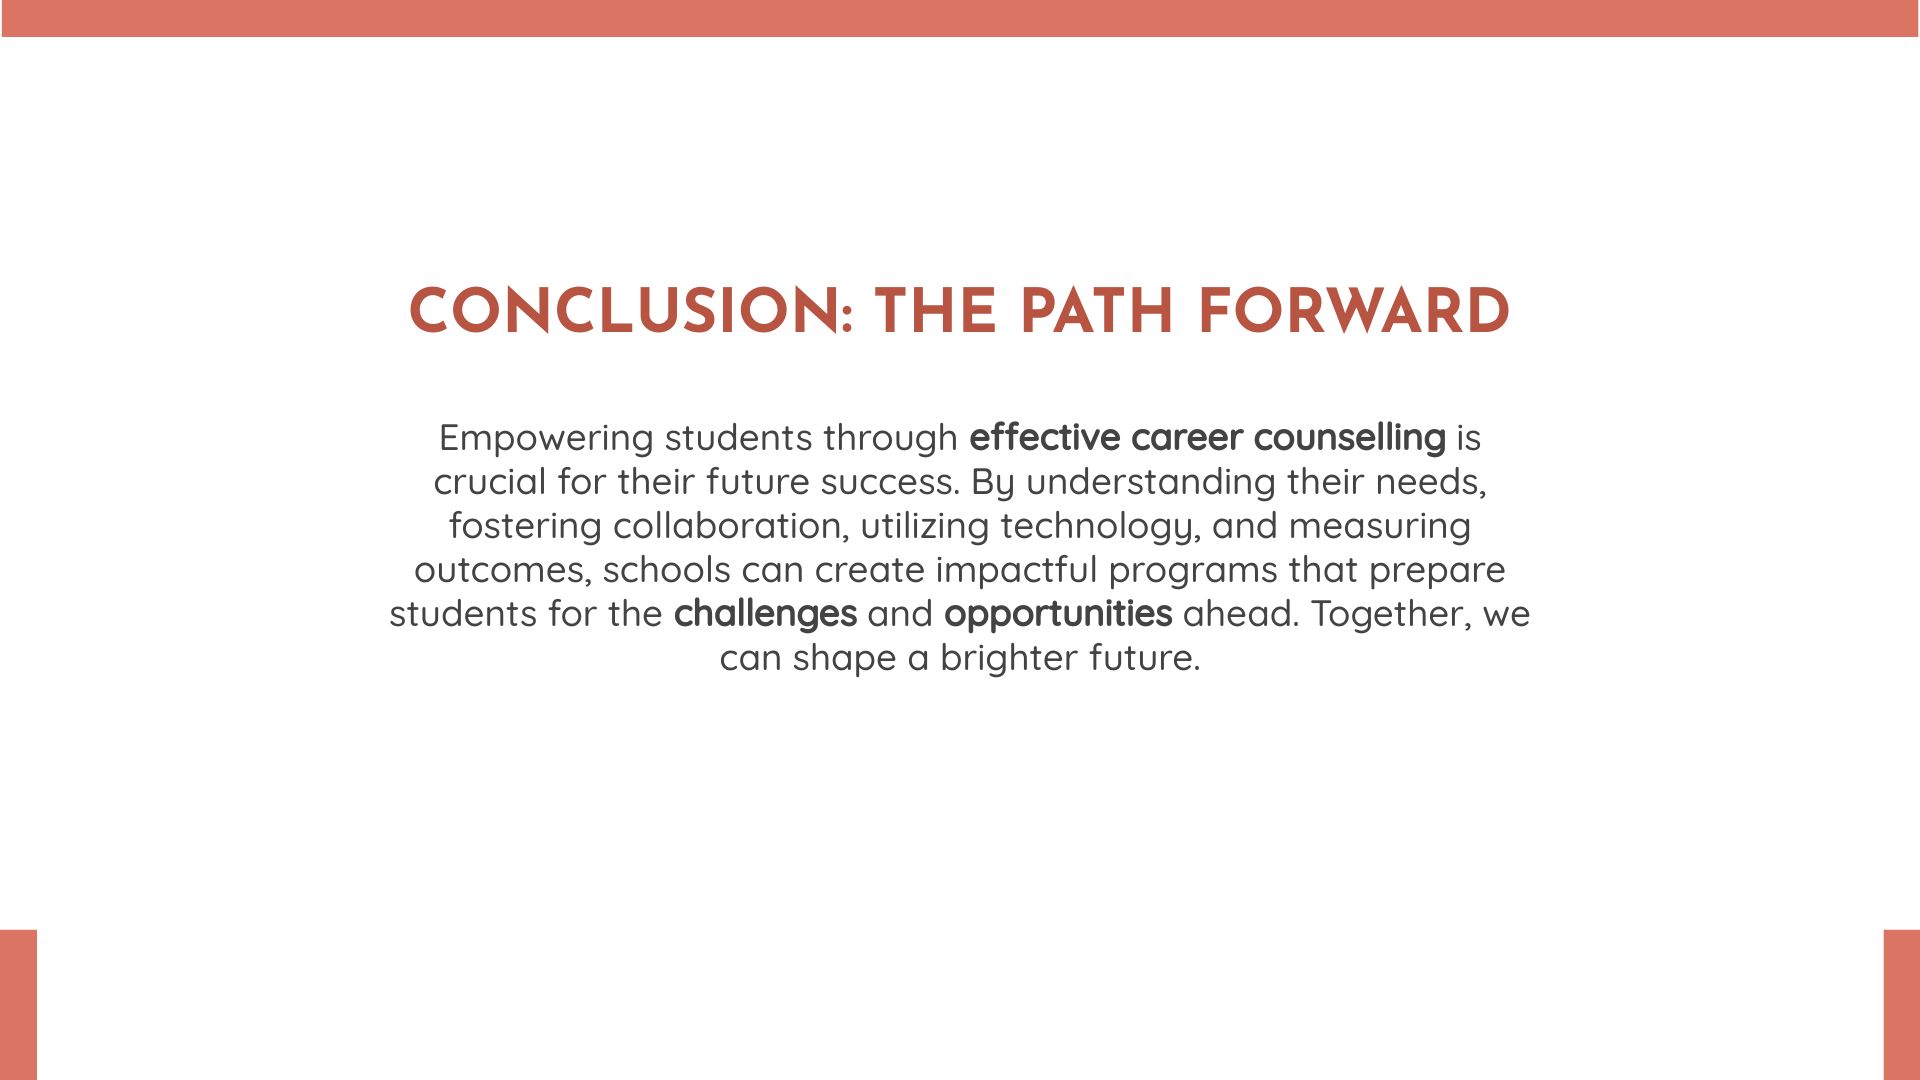 CONCLUSION: THE PATH FORWARD
Empowering students through effective career counselling is
crucial for their future success. By understanding their needs,
fostering collaboration, utilizing technology, and measuring
outcomes, schools can create impactful programs that prepare
students for the challenges and opportunities ahead. Together, we
can shape a brighter future.